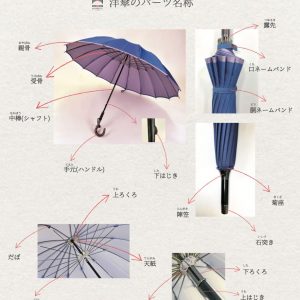 洋傘のパーツ名称
露先
親骨
受骨
口ネームバンド
胴ネームバンド
中棒(シャフト)
手元(ハンドル)
下はじき
菊座
陣笠
石突き
上ろくろ
だぼ
天紙
下ろくろ
上はじき